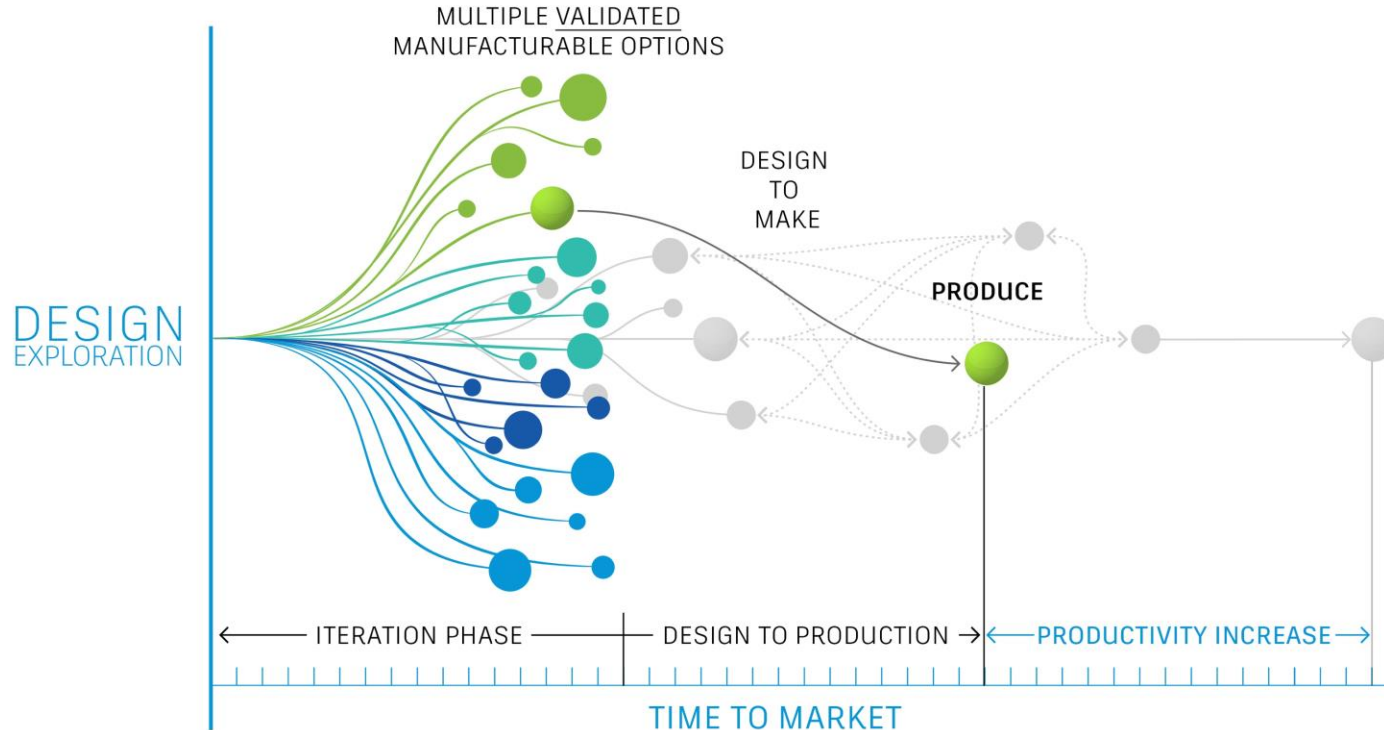 MULTIPLE VALIDATED
MANUFACTURABLE OPTIONS
DESIGN
TO
MAKE
PRODUCE
DESIGN
EXPLORATION
ITERATION PHASE
DESIGN TO PRODUCTION
PRODUCTIVITY INCREASE
TIME TO MARKET